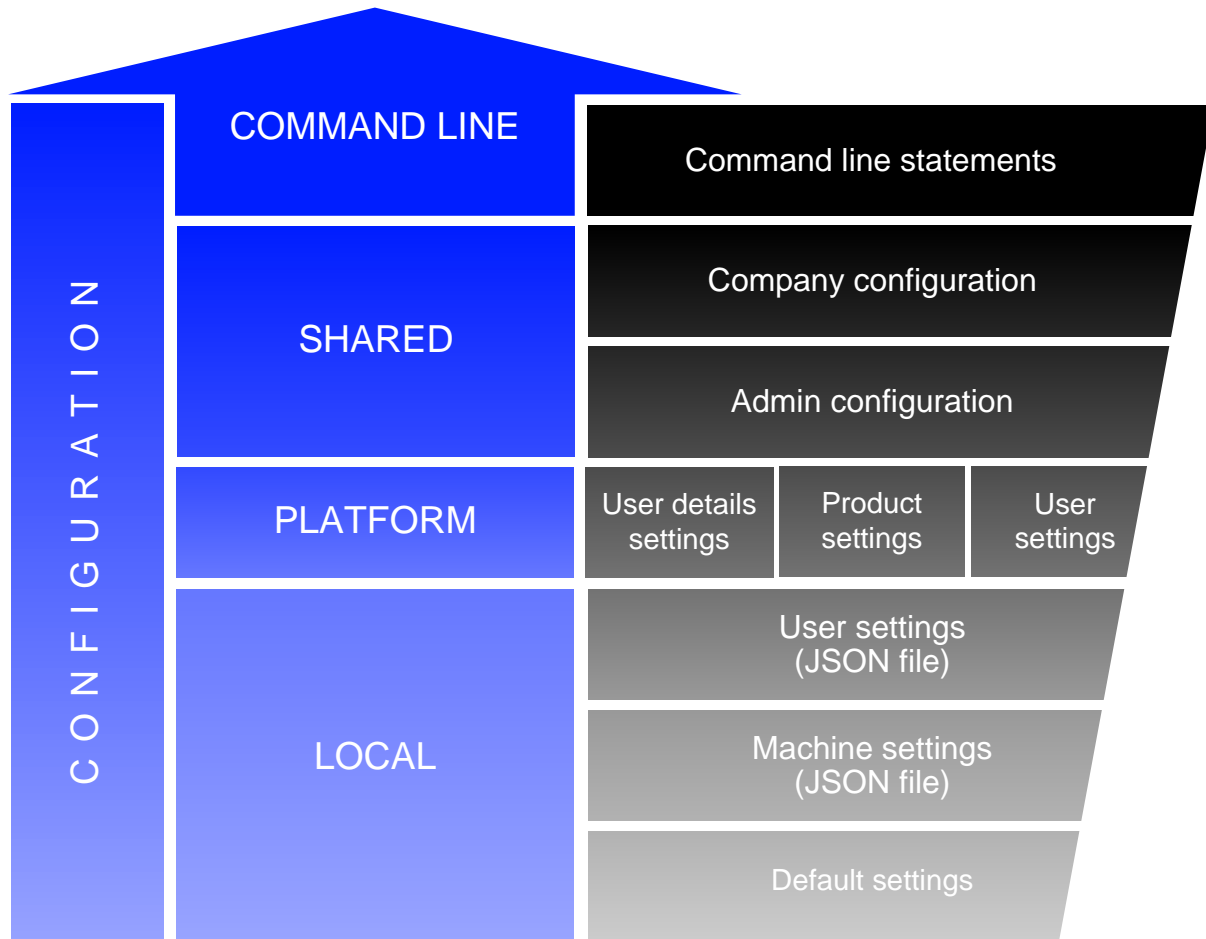 CONFIGURATION
COMMAND LINE
Command line statements
SHARED
Company configuration
Admin configuration
PLATFORM
User details
settings
Product
settings
User
settings
LOCAL
User settings
(JSON file)
Machine settings
(JSON file)
Default settings